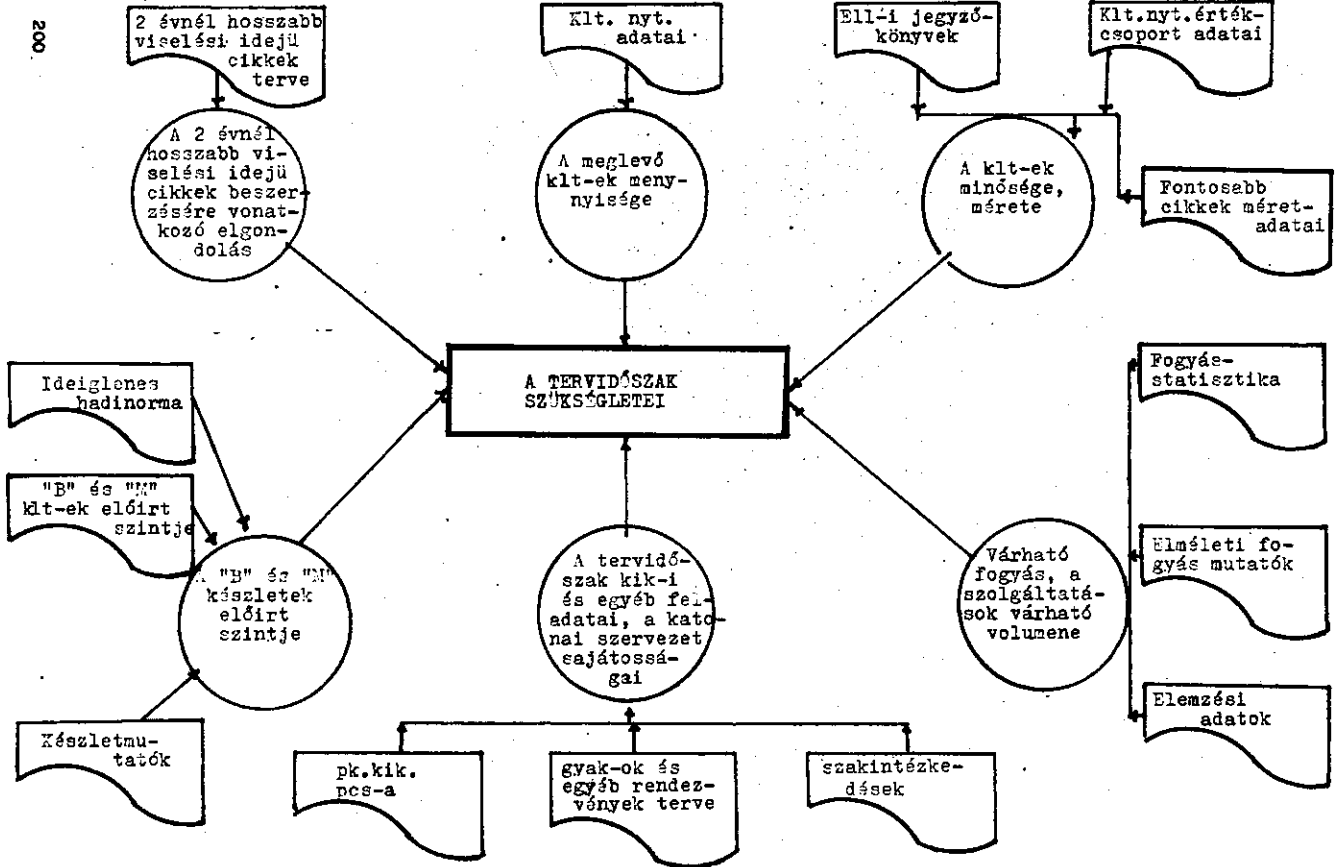 200.
2 évnél hosszabb
viselési idejü
cikkek
terve
Klt. nyt.
adatai
Ell-i jegyző-
könyvek
Klt.nyt.érték-
csoport adatai
A 2 évnél
hosszabb vi-
selési idejü
cikkek beszer-
zésére vonat-
kozó elgon-
dolás
A meglevő
klt-ek meny-
nyisége
A klt-ek
minősége,
mérete
Fontosabb
cikkek méret-
adatai
A TERVIDŐSZAK
SZÜKSÉGLETEI
Ideiglenes
hadinorma
"B" és "M"
klt-ek előirt
szintje
A "B" és "M"
készletek
előirt
szintje
Készletmu-
tatók
A tervidő-
szak kik-i
és egyéb fel-
adatai, a kato-
nai szervezet
sajátossá-
gai
pk.kik.
pcs-a
gyak-ok és
egyéb rendez-
vények terve
szakintézke-
dések
Várható
fogyás, a
szolgáltatá-
sok várható
volumene
Fogyás-
statisztika
Elméleti fo-
gyás mutatók
Elemzési
adatok